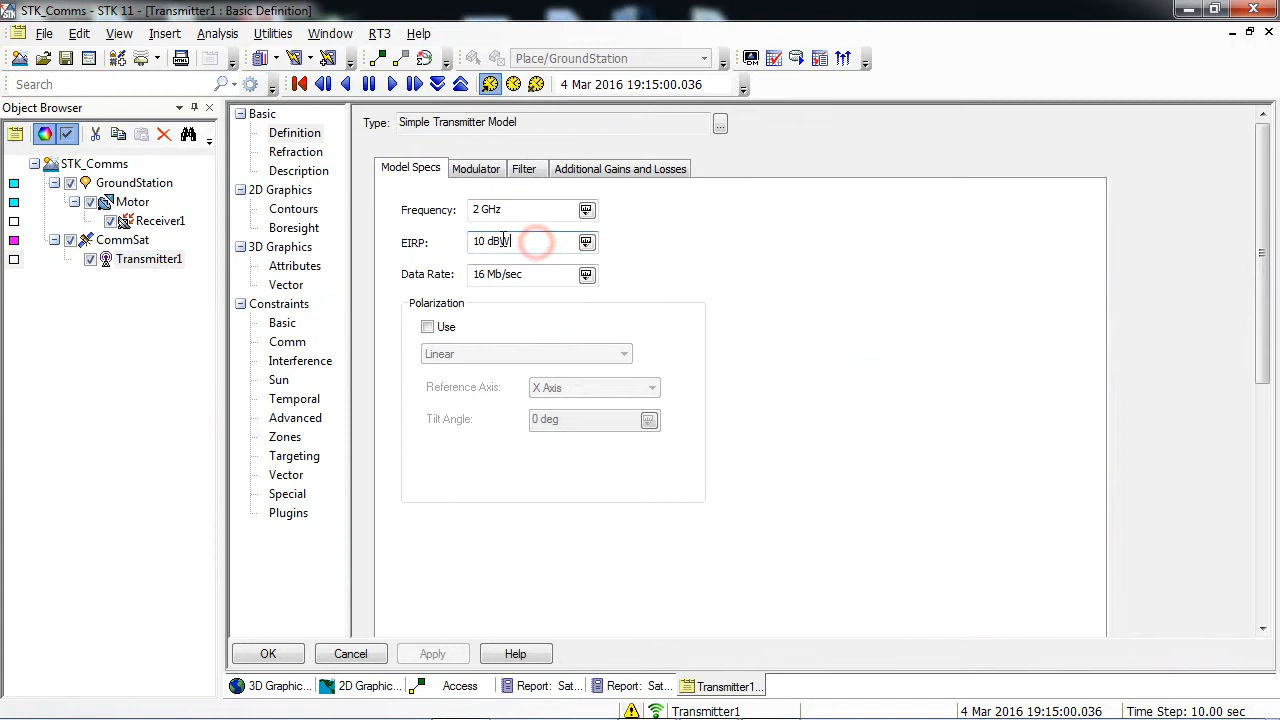 STK_Comms - STK 11 - [Transmitter1 : Basic Definition]
File Edit View Insert Analysis Utilities Window RT3 Help
Place/GroundStation
Search
4 Mar 2016 19:15:00.036
Object Browser
STK_Comms
GroundStation
Motor
Receiver1
CommSat
Transmitter1
Basic
Definition
Refraction
Description
2D Graphics
Contours
Boresight
3D Graphics
Attributes
Vector
Constraints
Basic
Comm
Interference
Sun
Temporal
Advanced
Zones
Targeting
Vector
Special
Plugins
Type: Simple Transmitter Model ...
Model Specs Modulator Filter Additional Gains and Losses
Frequency: 2 GHz
EIRP: 10 dBW
Data Rate: 16 Mb/sec
Polarization
Use
Linear
Reference Axis: X Axis
Tilt Angle: 0 deg
OK Cancel Apply Help
3D Graphic... 2D Graphic... Access Report: Sat... Report: Sat... Transmitter1...
Transmitter1 4 Mar 2016 19:15:00.036 Time Step: 10.00 sec